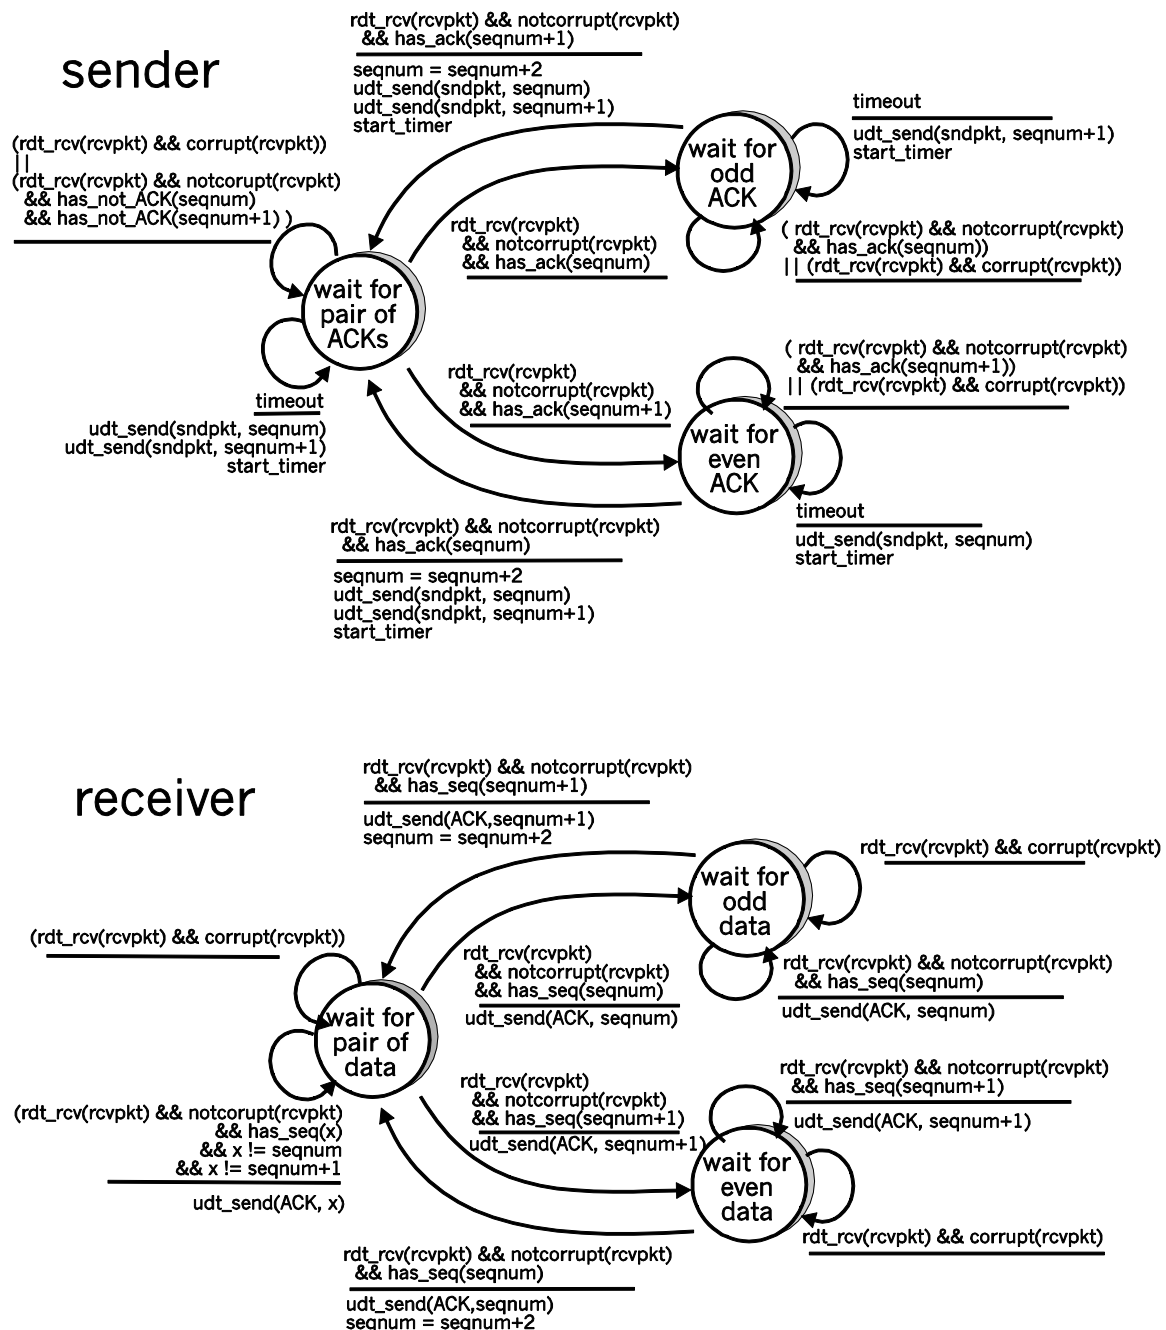 sender
rdt_rcv(rcvpkt) && notcorrupt(rcvpkt)
&& has_ack(seqnum+1)
seqnum = seqnum+2
udt_send(sndpkt, seqnum)
udt_send(sndpkt, seqnum+1)
start_timer
timeout
udt_send(sndpkt, seqnum+1)
start_timer
(rdt_rcv(rcvpkt) && corrupt(rcvpkt))
||
(rdt_rcv(rcvpkt) && notcorupt(rcvpkt)
&& has_not_ACK(seqnum)
&& has_not_ACK(seqnum+1) )
wait for
odd
ACK
rdt_rcv(rcvpkt)
&& notcorrupt(rcvpkt)
&& has_ack(seqnum)
( rdt_rcv(rcvpkt) && notcorrupt(rcvpkt)
&& has_ack(seqnum))
|| (rdt_rcv(rcvpkt) && corrupt(rcvpkt))
wait for
pair of
ACKs
( rdt_rcv(rcvpkt) && notcorrupt(rcvpkt)
&& has_ack(seqnum+1))
|| (rdt_rcv(rcvpkt) && corrupt(rcvpkt))
rdt_rcv(rcvpkt)
&& notcorrupt(rcvpkt)
&& has_ack(seqnum+1)
timeout
udt_send(sndpkt, seqnum)
udt_send(sndpkt, seqnum+1)
start_timer
wait for
even
ACK
timeout
udt_send(sndpkt, seqnum)
start_timer
rdt_rcv(rcvpkt) && notcorrupt(rcvpkt)
&& has_ack(seqnum)
seqnum = seqnum+2
udt_send(sndpkt, seqnum)
udt_send(sndpkt, seqnum+1)
start_timer
receiver
rdt_rcv(rcvpkt) && notcorrupt(rcvpkt)
&& has_seq(seqnum+1)
udt_send(ACK,seqnum+1)
seqnum = seqnum+2
rdt_rcv(rcvpkt) && corrupt(rcvpkt)
wait for
odd
data
(rdt_rcv(rcvpkt) && corrupt(rcvpkt))
rdt_rcv(rcvpkt)
&& notcorrupt(rcvpkt)
&& has_seq(seqnum)
udt_send(ACK, seqnum)
rdt_rcv(rcvpkt) && notcorrupt(rcvpkt)
&& has_seq(seqnum)
udt_send(ACK, seqnum)
wait for
pair of
data
rdt_rcv(rcvpkt) && notcorrupt(rcvpkt)
&& has_seq(seqnum+1)
udt_send(ACK, seqnum+1)
rdt_rcv(rcvpkt)
&& notcorrupt(rcvpkt)
&& has_seq(seqnum+1)
udt_send(ACK, seqnum+1)
(rdt_rcv(rcvpkt) && notcorupt(rcvpkt)
&& has_seq(x)
&& x != seqnum
&& x != seqnum+1
udt_send(ACK, x)
wait for
even
data
rdt_rcv(rcvpkt) && corrupt(rcvpkt)
rdt_rcv(rcvpkt) && notcorrupt(rcvpkt)
&& has_seq(seqnum)
udt_send(ACK,seqnum)
seqnum = seqnum+2